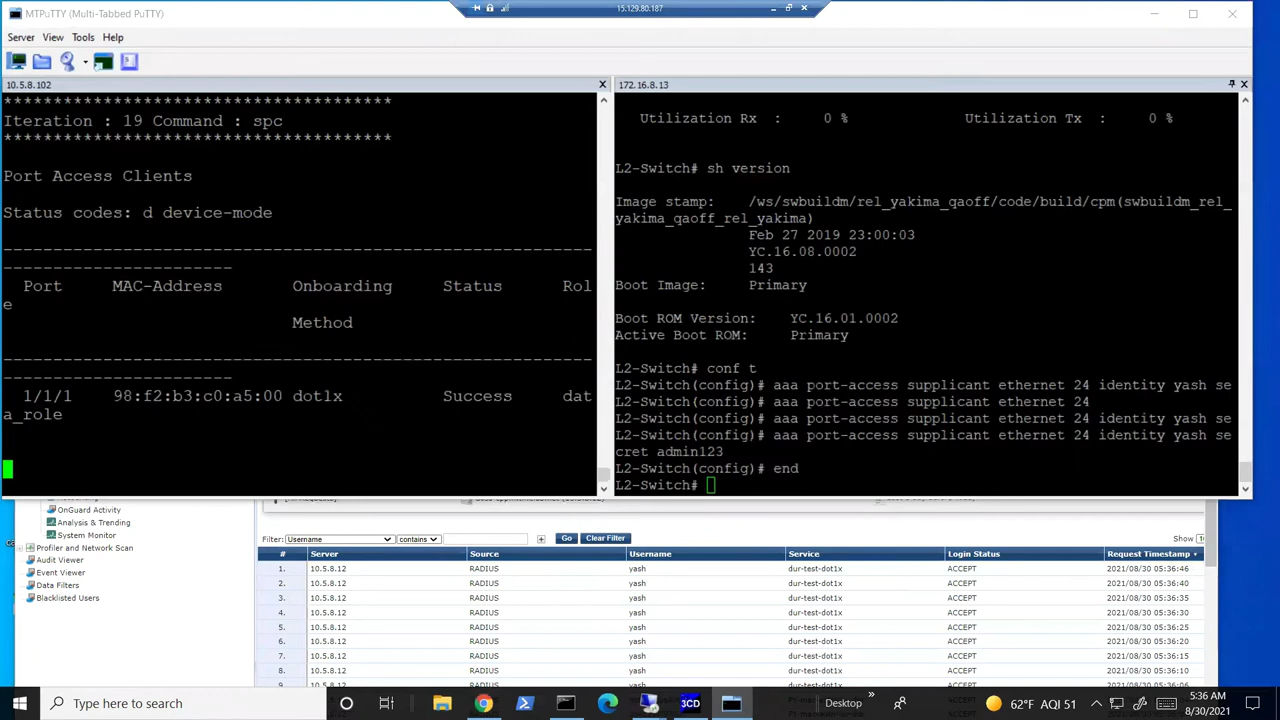 15.129.80.187
MTPuTTY (Multi-Tabbed PuTTY)
Server View Tools Help
10.5.8.102
****************************************
Iteration : 19 Command : spc
****************************************
Port Access Clients
Status codes: d device-mode
Port MAC-Address Onboarding Status Rol
e
Method
1/1/1 98:f2:b3:c0:a5:00 dot1x Success dat
a_role
172.16.8.13
Utilization Rx : 0 % Utilization Tx : 0 %
L2-Switch# sh version
Image stamp: /ws/swbuildm/rel_yakima_qaoff/code/build/cpm(swbuildm_rel_
yakima_qaoff_rel_yakima)
Feb 27 2019 23:00:03
YC.16.08.0002
143
Boot Image: Primary
Boot ROM Version: YC.16.01.0002
Active Boot ROM: Primary
L2-Switch# conf t
L2-Switch(config)# aaa port-access supplicant ethernet 24 identity yash se
L2-Switch(config)# aaa port-access supplicant ethernet 24
L2-Switch(config)# aaa port-access supplicant ethernet 24 identity yash se
L2-Switch(config)# aaa port-access supplicant ethernet 24 identity yash se
cret admin123
L2-Switch(config)# end
L2-Switch#
OnGuard Activity
Analysis & Trending
System Monitor
Profiler and Network Scan
Audit Viewer
Event Viewer
Data Filters
Blacklisted Users
Filter: Username contains Go Clear Filter Show
# Server Source Username Service Login Status Request Timestamp
1. 10.5.8.12 RADIUS yash dur-test-dot1x ACCEPT 2021/08/30 05:36:46
2. 10.5.8.12 RADIUS yash dur-test-dot1x ACCEPT 2021/08/30 05:36:40
3. 10.5.8.12 RADIUS yash dur-test-dot1x ACCEPT 2021/08/30 05:36:35
4. 10.5.8.12 RADIUS yash dur-test-dot1x ACCEPT 2021/08/30 05:36:30
5. 10.5.8.12 RADIUS yash dur-test-dot1x ACCEPT 2021/08/30 05:36:25
6. 10.5.8.12 RADIUS yash dur-test-dot1x ACCEPT 2021/08/30 05:36:20
7. 10.5.8.12 RADIUS yash dur-test-dot1x ACCEPT 2021/08/30 05:36:15
8. 10.5.8.12 RADIUS yash dur-test-dot1x ACCEPT 2021/08/30 05:36:10
Type here to search
3CD
Desktop
62°F AQI 51
5:36 AM
8/30/2021